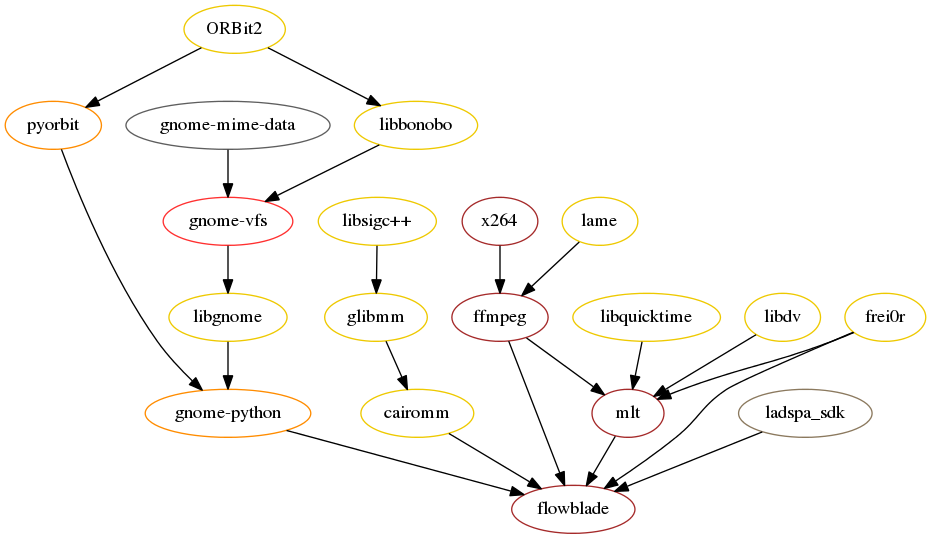 ORBit2
pyorbit
gnome-mime-data
libbonobo
gnome-vfs
libsigc++
x264
lame
libgnome
glibmm
ffmpeg
libquicktime
libdv
frei0r
gnome-python
cairomm
mlt
ladspa_sdk
flowblade